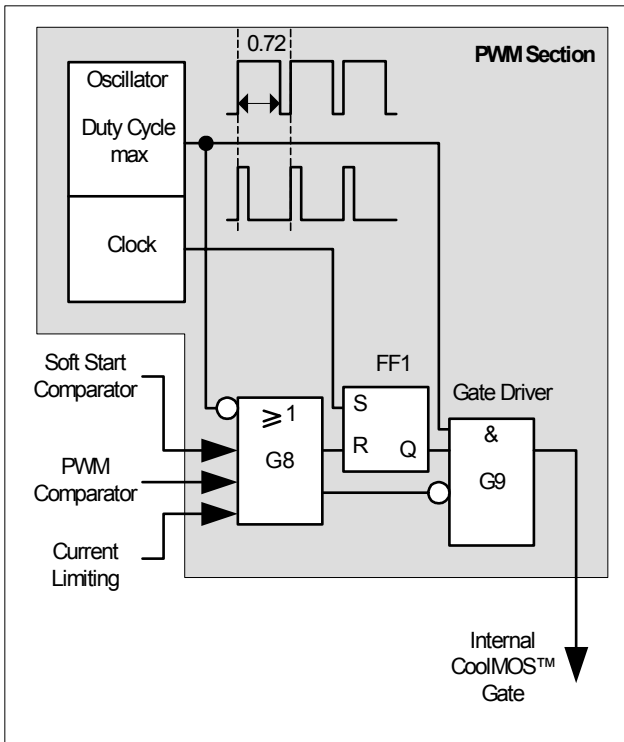 0.72
PWM Section
Oscillator
Duty Cycle
max
Clock
Soft Start
Comparator
PWM
Comparator
Current
Limiting
FF1
Gate Driver
≥1
G8
S
R
Q
&
G9
Internal
CoolMOS™
Gate